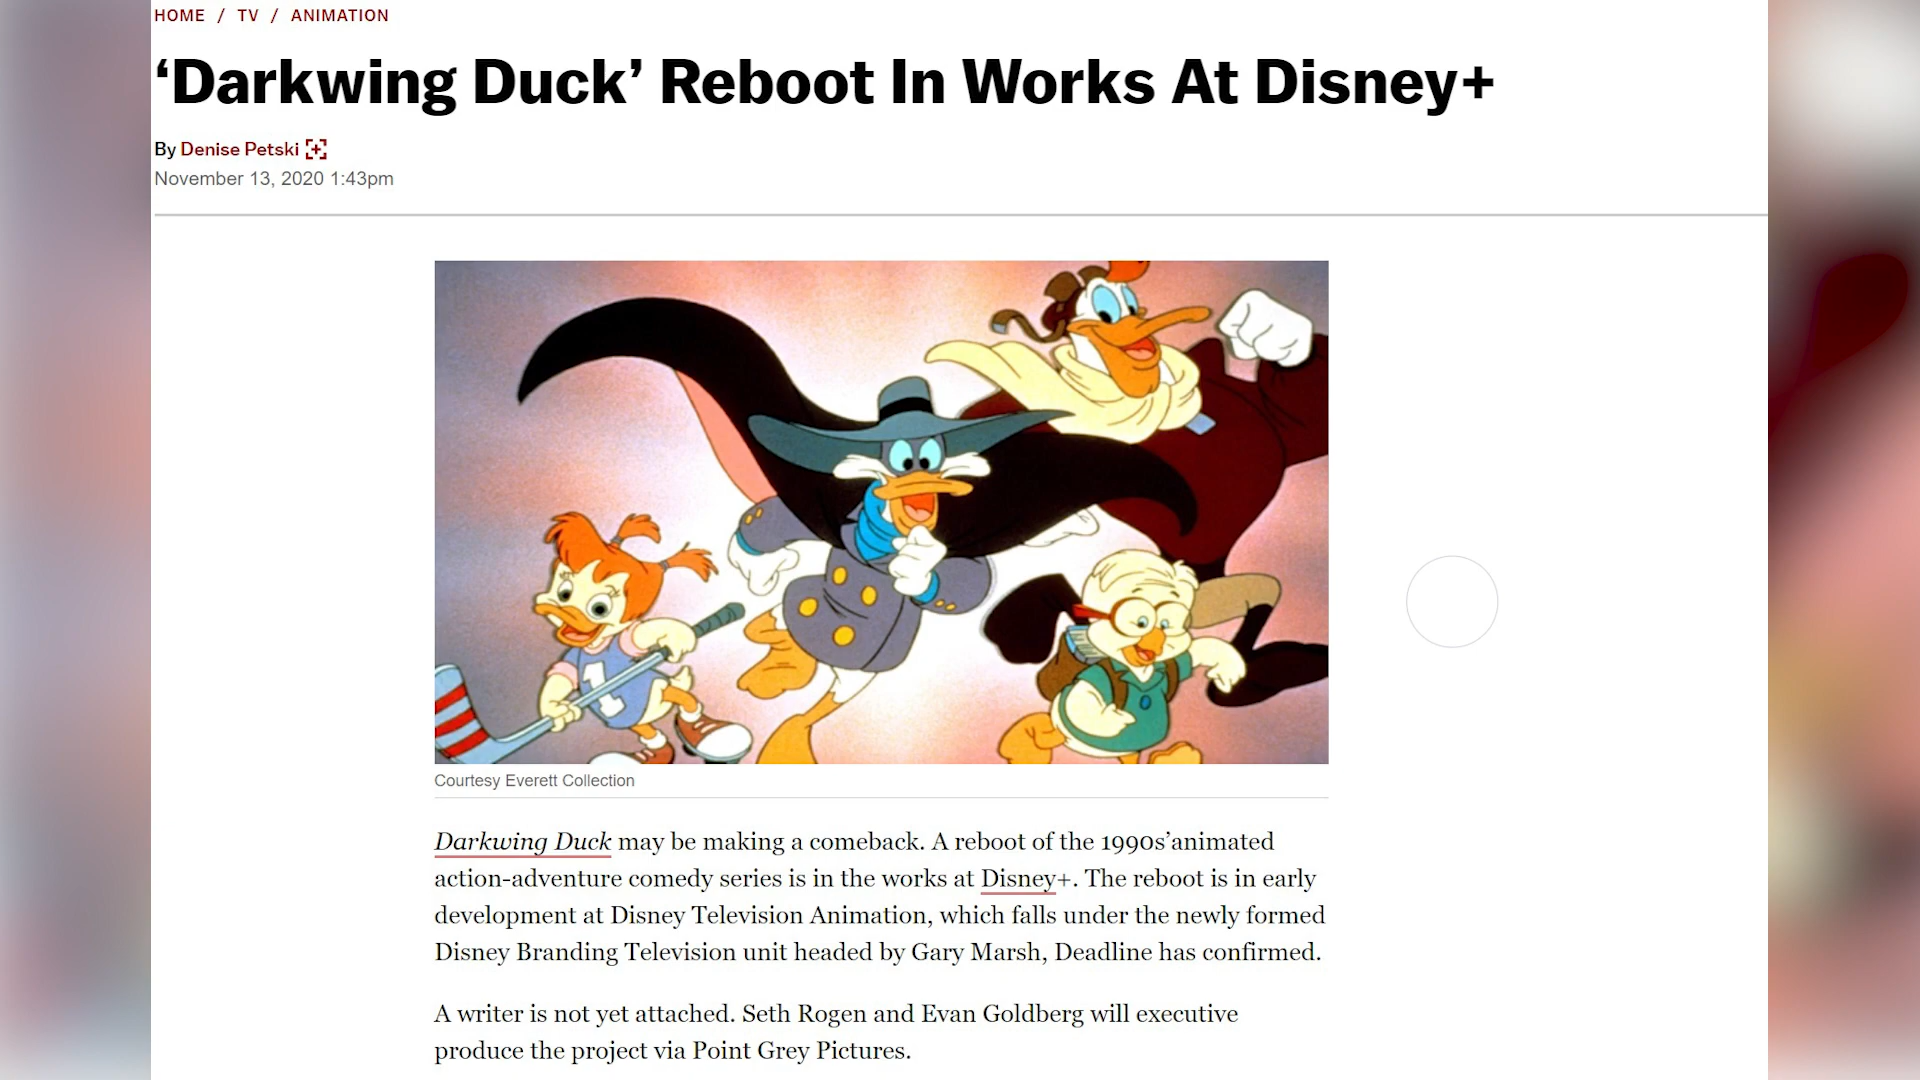 HOME / TV / ANIMATION
‘Darkwing Duck’ Reboot In Works At Disney+
By Denise Petski
November 13, 2020 1:43pm
1
Courtesy Everett Collection
Darkwing Duck may be making a comeback. A reboot of the 1990s’animated
action-adventure comedy series is in the works at Disney+. The reboot is in early
development at Disney Television Animation, which falls under the newly formed
Disney Branding Television unit headed by Gary Marsh, Deadline has confirmed.
A writer is not yet attached. Seth Rogen and Evan Goldberg will executive
produce the project via Point Grey Pictures.